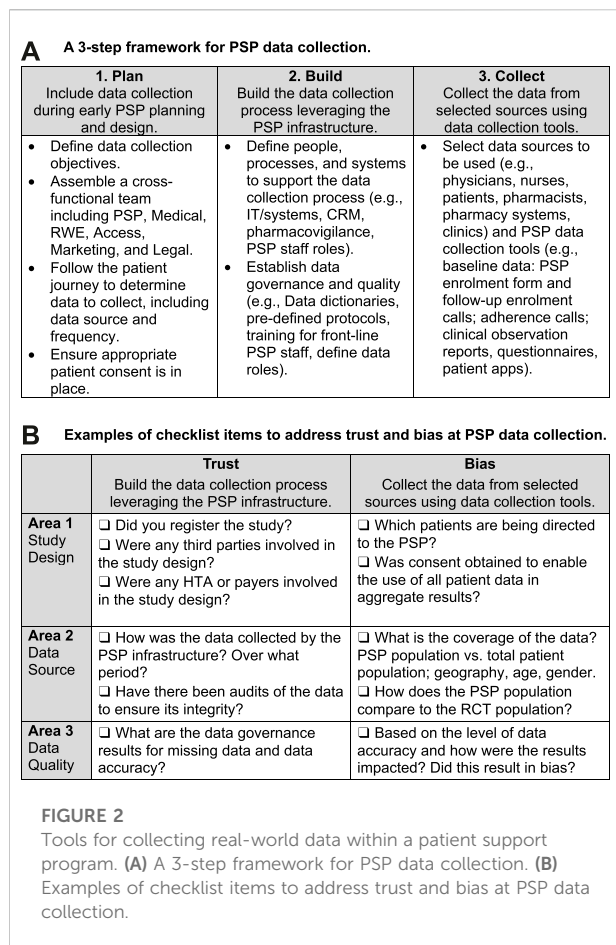 A A 3-step framework for PSP data collection.
1. Plan
Include data collection
during early PSP planning
and design.
• Define data collection
objectives.
• Assemble a cross-
functional team
including PSP, Medical,
RWE, Access,
Marketing, and Legal.
• Follow the patient
journey to determine
data to collect, including
data source and
frequency.
• Ensure appropriate
patient consent is in
place.
2. Build
Build the data collection
process leveraging the
PSP infrastructure.
• Define people,
processes, and systems
to support the data
collection process (e.g.,
IT/systems, CRM,
pharmacovigilance,
PSP staff roles).
• Establish data
governance and quality
(e.g., Data dictionaries,
pre-defined protocols,
training for front-line
PSP staff, define data
roles).
3. Collect
Collect the data from
selected sources using
data collection tools.
• Select data sources to
be used (e.g.,
physicians, nurses,
patients, pharmacists,
pharmacy systems,
clinics) and PSP data
collection tools (e.g.,
baseline data: PSP
enrolment form and
follow-up enrolment
calls; adherence calls;
clinical observation
reports, questionnaires,
patient apps).
B Examples of checklist items to address trust and bias at PSP data collection.
Trust
Build the data collection process
leveraging the PSP infrastructure.
Bias
Collect the data from selected
sources using data collection tools.
Area 1
Study
Design
❑ Did you register the study?
❑ Were any third parties involved in
the study design?
❑ Were any HTA or payers involved
in the study design?
❑ Which patients are being directed
to the PSP?
❑ Was consent obtained to enable
the use of all patient data in
aggregate results?
Area 2
Data
Source
❑ How was the data collected by the
PSP infrastructure? Over what
period?
❑ Have there been audits of the data
to ensure its integrity?
❑ What is the coverage of the data?
PSP population vs. total patient
population; geography, age, gender.
❑ How does the PSP population
compare to the RCT population?
Area 3
Data
Quality
❑ What are the data governance
results for missing data and data
accuracy?
❑ Based on the level of data
accuracy and how were the results
impacted? Did this result in bias?
FIGURE 2
Tools for collecting real-world data within a patient support
program. (A) A 3-step framework for PSP data collection. (B)
Examples of checklist items to address trust and bias at PSP data
collection.